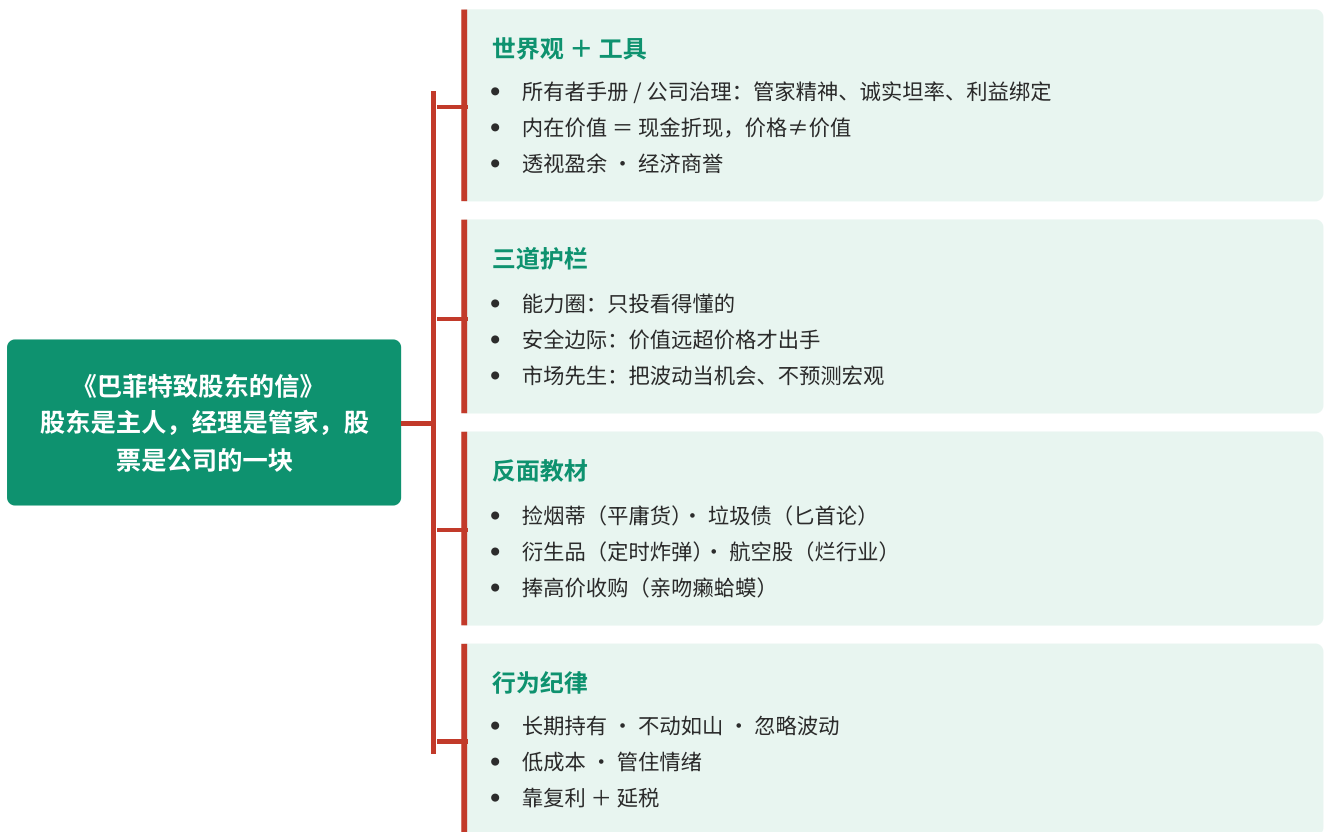 《巴菲特致股东的信》
股东是主人，经理是管家，股
票是公司的一块
世界观 ＋ 工具
• 所有者手册 / 公司治理：管家精神、诚实坦率、利益绑定
• 内在价值 ＝ 现金折现，价格≠价值
• 透视盈余 · 经济商誉
三道护栏
• 能力圈：只投看得懂的
• 安全边际：价值远超价格才出手
• 市场先生：把波动当机会、不预测宏观
反面教材
• 捡烟蒂（平庸货）· 垃圾债（匕首论）
• 衍生品（定时炸弹）· 航空股（烂行业）
• 捧高价收购（亲吻癞蛤蟆）
行为纪律
• 长期持有 · 不动如山 · 忽略波动
• 低成本 · 管住情绪
• 靠复利 ＋ 延税